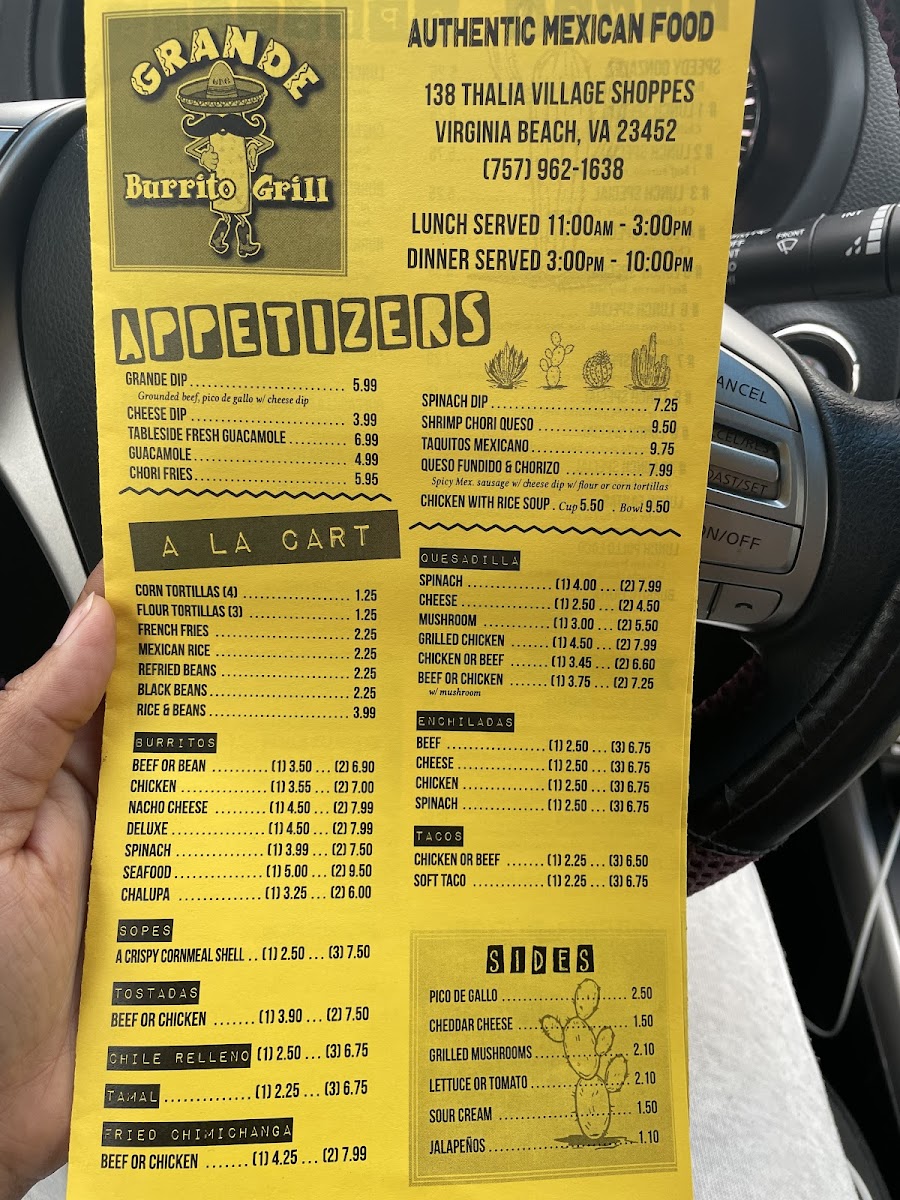 GRANDE
Burrito Grill
AUTHENTIC MEXICAN FOOD
138 THALIA VILLAGE SHOPPES
VIRGINIA BEACH, VA 23452
(757) 962-1638
LUNCH SERVED 11:00AM - 3:00PM
DINNER SERVED 3:00PM - 10:00PM
APPETIZERS
GRANDE DIP 5.99
Grounded beef, pico de gallo w/ cheese dip
CHEESE DIP 3.99
TABLESIDE FRESH GUACAMOLE 6.99
GUACAMOLE 4.99
CHORI FRIES 5.95
SPINACH DIP 7.25
SHRIMP CHORI QUESO 9.50
TAQUITOS MEXICANO 9.75
QUESO FUNDIDO & CHORIZO 7.99
Spicy Mex. sausage w/ cheese dip w/ flour or corn tortillas
CHICKEN WITH RICE SOUP . Cup 5.50 . Bowl 9.50
A LA CART
CORN TORTILLAS (4) 1.25
FLOUR TORTILLAS (3) 1.25
FRENCH FRIES 2.25
MEXICAN RICE 2.25
REFRIED BEANS 2.25
BLACK BEANS 2.25
RICE & BEANS 3.99
BURRITOS
BEEF OR BEAN (1) 3.50 ... (2) 6.90
CHICKEN (1) 3.55 ... (2) 7.00
NACHO CHEESE (1) 4.50 ... (2) 7.99
DELUXE (1) 4.50 ... (2) 7.99
SPINACH (1) 3.99 ... (2) 7.50
SEAFOOD (1) 5.00 ... (2) 9.50
CHALUPA (1) 3.25 ... (2) 6.00
SOPES
A CRISPY CORNMEAL SHELL .. (1) 2.50 ... (3) 7.50
TOSTADAS
BEEF OR CHICKEN (1) 3.90 ... (2) 7.50
CHILE RELLENO (1) 2.50 ... (3) 6.75
TAMAL (1) 2.25 ... (3) 6.75
FRIED CHIMICHANGA
BEEF OR CHICKEN (1) 4.25 ... (2) 7.99
QUESADILLA
SPINACH (1) 4.00 ... (2) 7.99
CHEESE (1) 2.50 ... (2) 4.50
MUSHROOM (1) 3.00 ... (2) 5.50
GRILLED CHICKEN (1) 4.50 ... (2) 7.99
CHICKEN OR BEEF (1) 3.45 ... (2) 6.60
BEEF OR CHICKEN (1) 3.75 ... (2) 7.25
w/ mushroom
ENCHILADAS
BEEF (1) 2.50 ... (3) 6.75
CHEESE (1) 2.50 ... (3) 6.75
CHICKEN (1) 2.50 ... (3) 6.75
SPINACH (1) 2.50 ... (3) 6.75
TACOS
CHICKEN OR BEEF (1) 2.25 ... (3) 6.50
SOFT TACO (1) 2.25 ... (3) 6.75
SIDES
PICO DE GALLO 2.50
CHEDDAR CHEESE 1.50
GRILLED MUSHROOMS 2.10
LETTUCE OR TOMATO 2.10
SOUR CREAM 1.50
JALAPEÑOS 1.10
FRONT
INT
ON/OFF